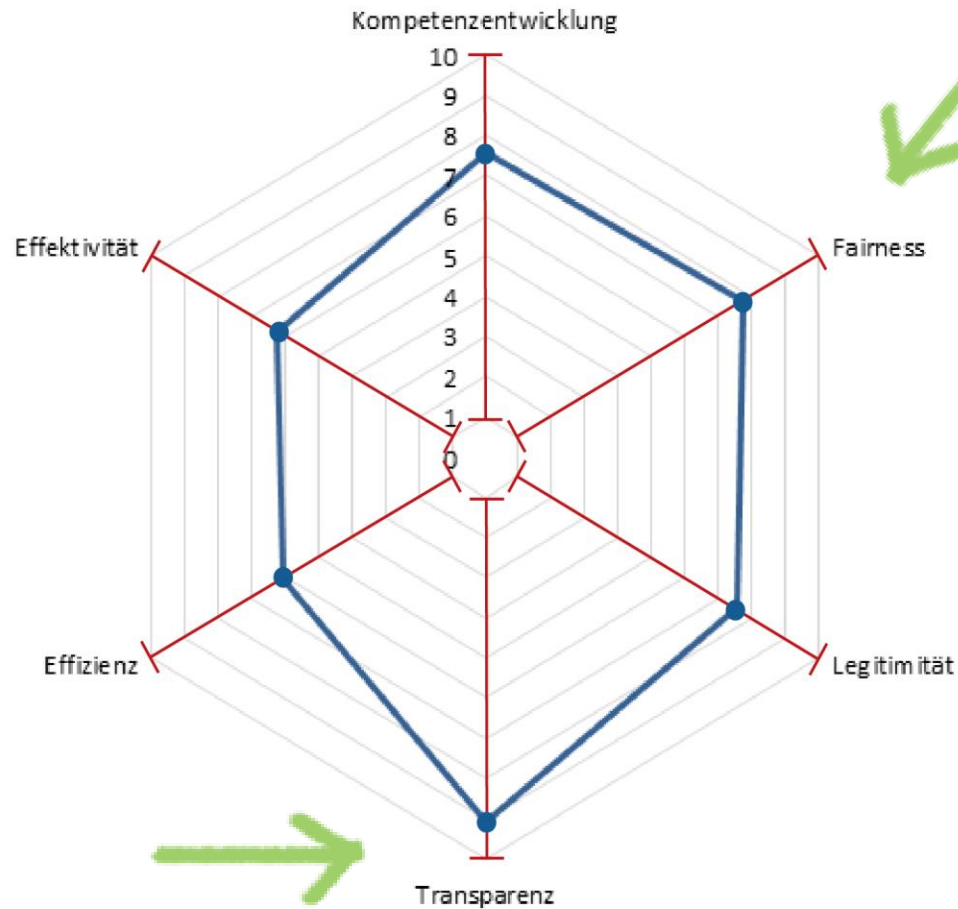 Kompetenzentwicklung
10
9
8
7
6
5
4
3
2
1
0
Effektivität
Fairness
Effizienz
Legitimität
Transparenz